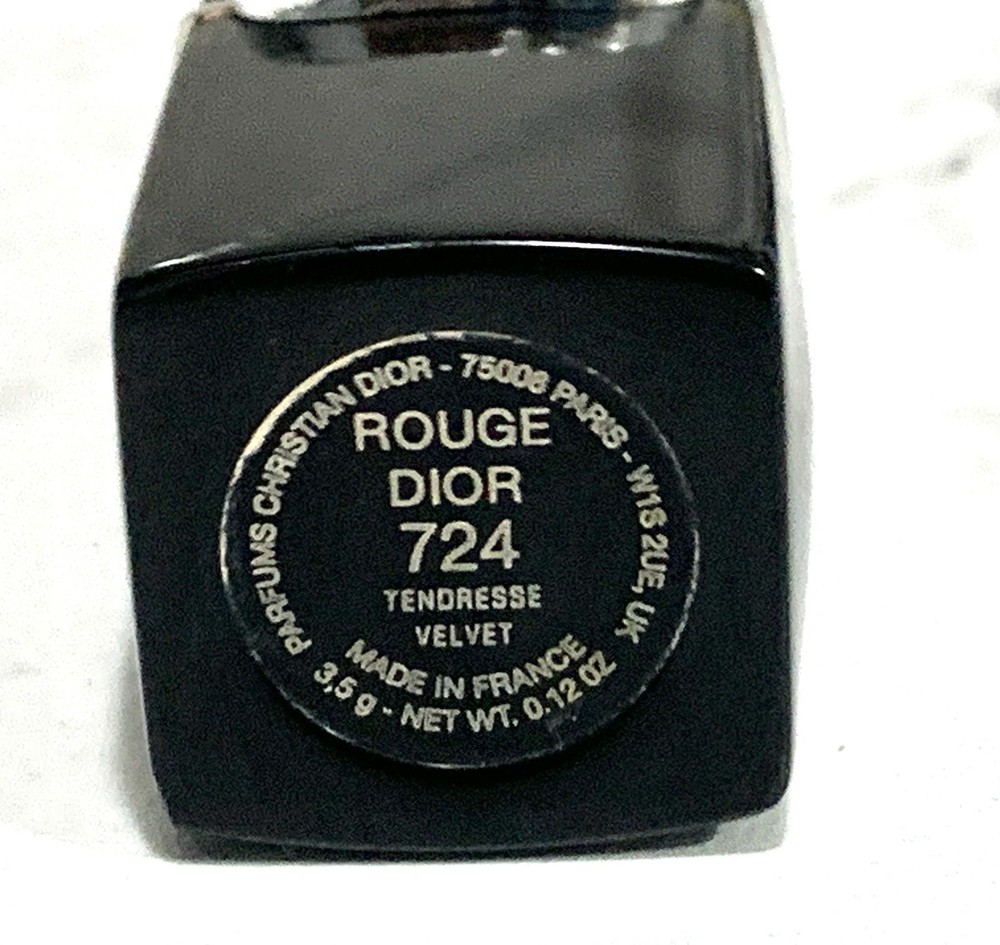 PARFUMS CHRISTIAN DIOR - 75008 PARIS - W1S 2UE, UK
ROUGE
DIOR
724
TENDRESSE
VELVET
MADE IN FRANCE
3,5 g - NET WT. 0.12 OZ